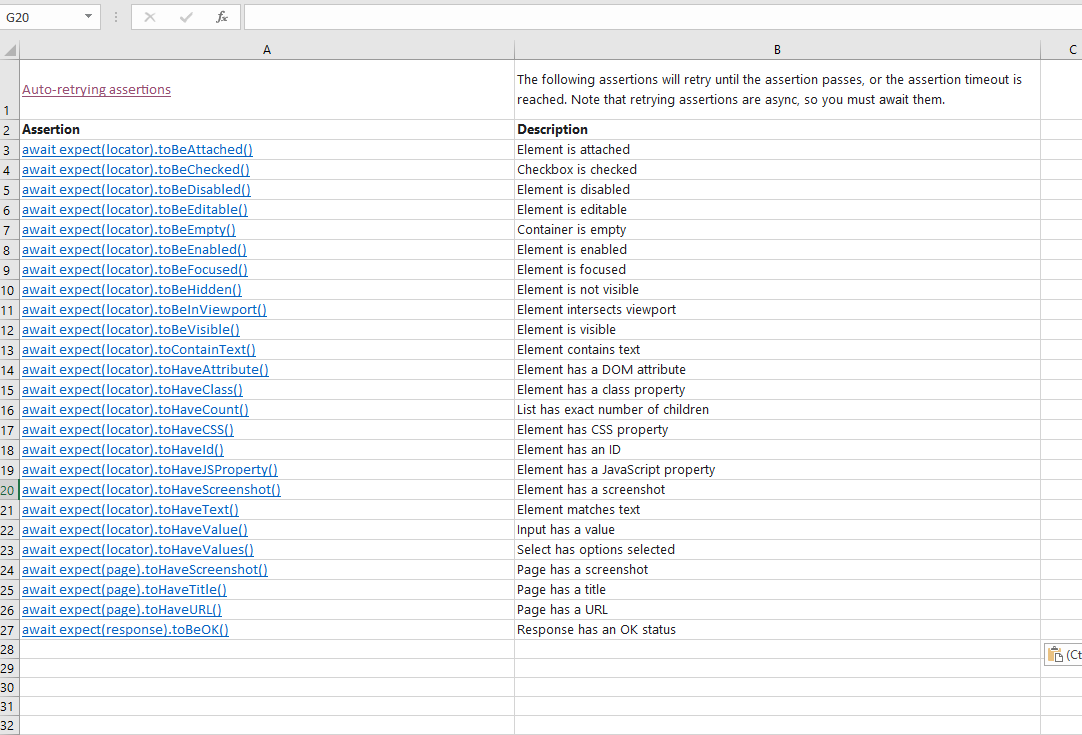 G20
fx
A B C
1 Auto-retrying assertions The following assertions will retry until the assertion passes, or the assertion timeout is
reached. Note that retrying assertions are async, so you must await them.
2 Assertion Description
3 await expect(locator).toBeAttached() Element is attached
4 await expect(locator).toBeChecked() Checkbox is checked
5 await expect(locator).toBeDisabled() Element is disabled
6 await expect(locator).toBeEditable() Element is editable
7 await expect(locator).toBeEmpty() Container is empty
8 await expect(locator).toBeEnabled() Element is enabled
9 await expect(locator).toBeFocused() Element is focused
10 await expect(locator).toBeHidden() Element is not visible
11 await expect(locator).toBeInViewport() Element intersects viewport
12 await expect(locator).toBeVisible() Element is visible
13 await expect(locator).toContainText() Element contains text
14 await expect(locator).toHaveAttribute() Element has a DOM attribute
15 await expect(locator).toHaveClass() Element has a class property
16 await expect(locator).toHaveCount() List has exact number of children
17 await expect(locator).toHaveCSS() Element has CSS property
18 await expect(locator).toHaveId() Element has an ID
19 await expect(locator).toHaveJSProperty() Element has a JavaScript property
20 await expect(locator).toHaveScreenshot() Element has a screenshot
21 await expect(locator).toHaveText() Element matches text
22 await expect(locator).toHaveValue() Input has a value
23 await expect(locator).toHaveValues() Select has options selected
24 await expect(page).toHaveScreenshot() Page has a screenshot
25 await expect(page).toHaveTitle() Page has a title
26 await expect(page).toHaveURL() Page has a URL
27 await expect(response).toBeOK() Response has an OK status
28 (Ct
29
30
31
32